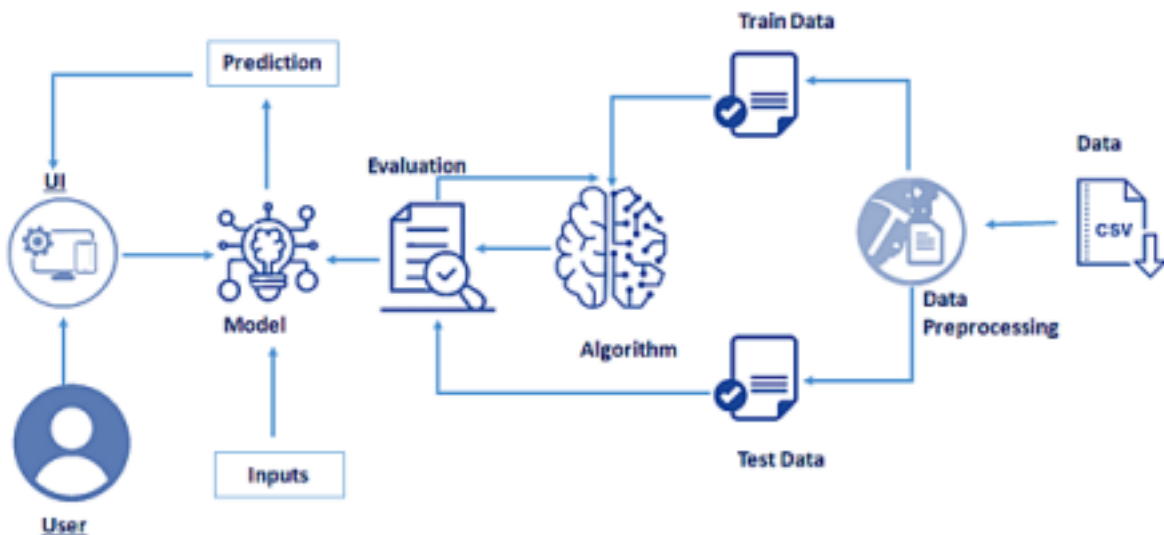 Train Data
Prediction
Evaluation
Data
UI
CSV
Data
Preprocessing
Model
Algorithm
Inputs
Test Data
User